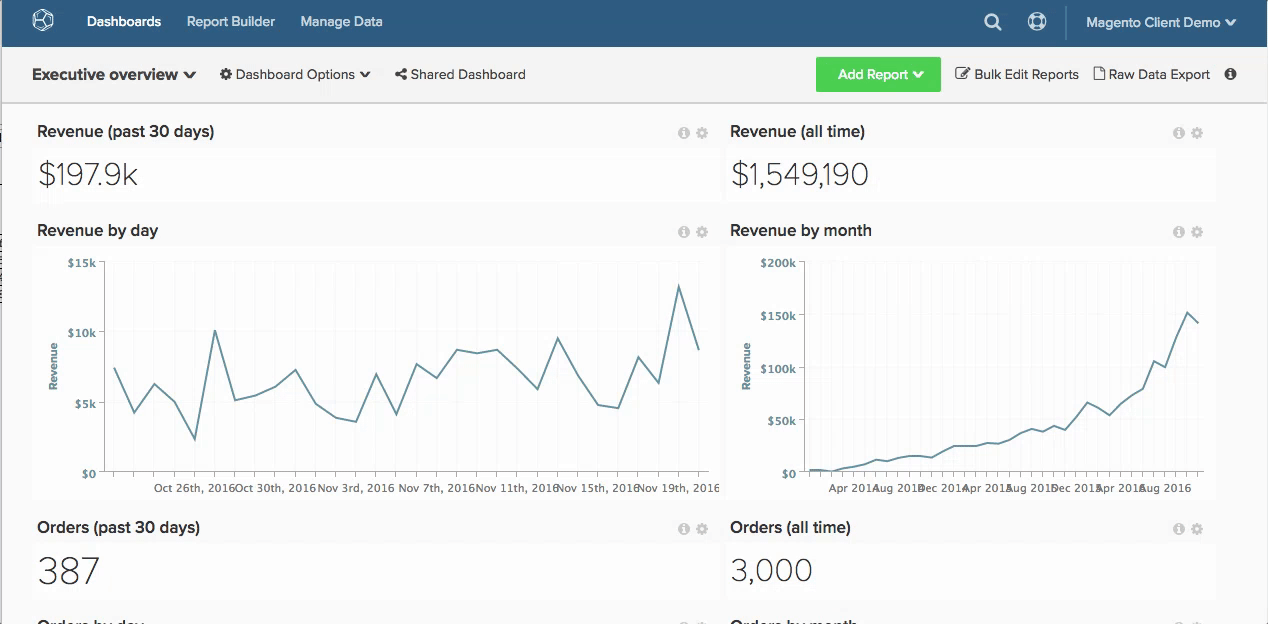 Dashboards Report Builder Manage Data Magento Client Demo
Executive overview Dashboard Options Shared Dashboard Add Report Bulk Edit Reports Raw Data Export
Revenue (past 30 days) Revenue (all time)
$197.9k $1,549,190
Revenue by day Revenue by month
$15k $200k
$10k $150k
$100k
$5k $50k
$0 $0
Revenue Revenue
Oct 26th, 2016 Oct 30th, 2016 Nov 3rd, 2016 Nov 7th, 2016 Nov 11th, 2016 Nov 15th, 2016 Nov 19th, 2016 Apr 2014 Aug 2014 Dec 2014 Apr 2015 Aug 2015 Dec 2015 Apr 2016 Aug 2016
Orders (past 30 days) Orders (all time)
387 3,000
Orders by day Orders by month